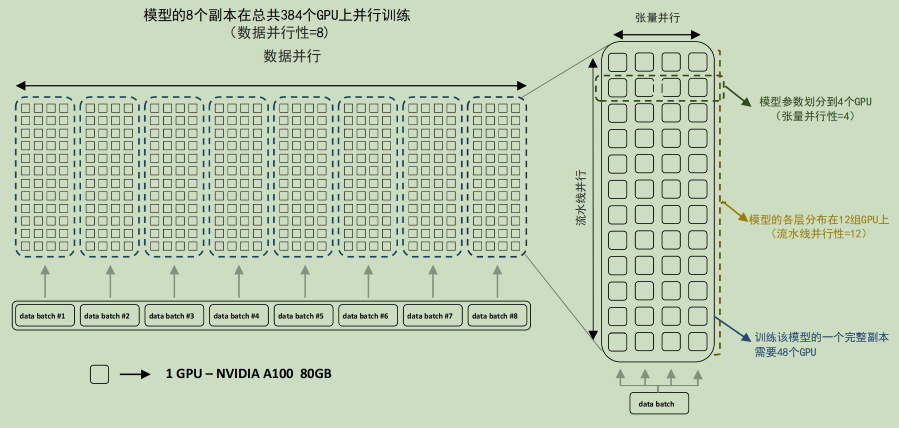 模型的8个副本在总共384个GPU上并行训练
（数据并行性=8）
数据并行
data batch #1
data batch #2
data batch #3
data batch #4
data batch #5
data batch #6
data batch #7
data batch #8
1 GPU – NVIDIA A100 80GB
张量并行
流水线并行
模型参数划分到4个GPU
（张量并行性=4）
模型的各层分布在12组GPU上
（流水线并行性=12）
训练该模型的一个完整副本
需要48个GPU
data batch